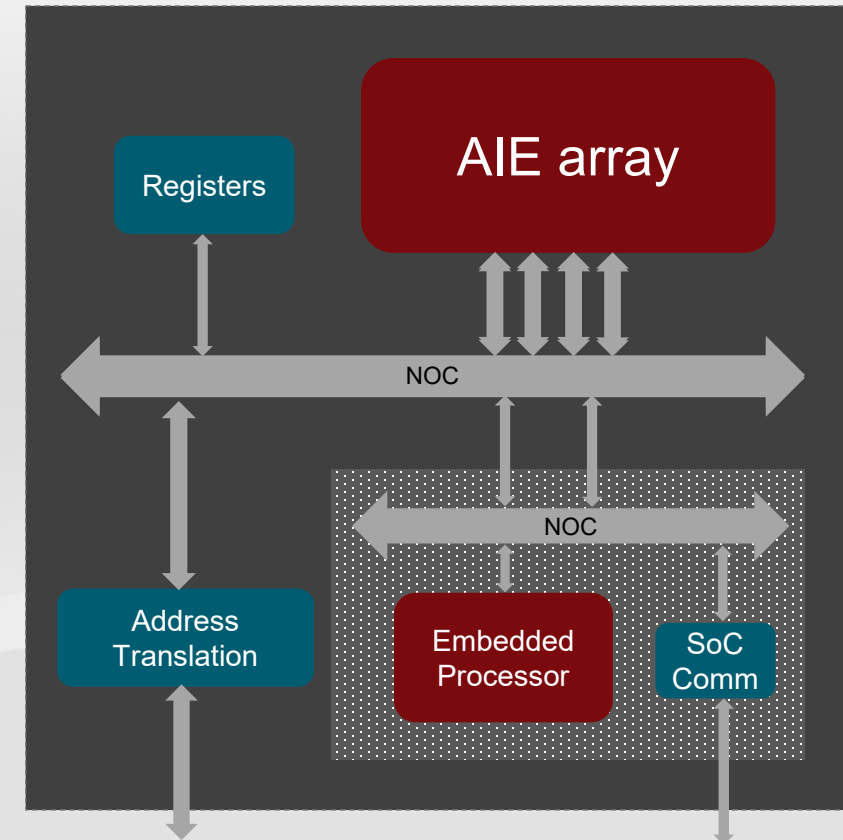 AIE array
Registers
NOC
NOC
Address
Translation
Embedded
Processor
SoC
Comm